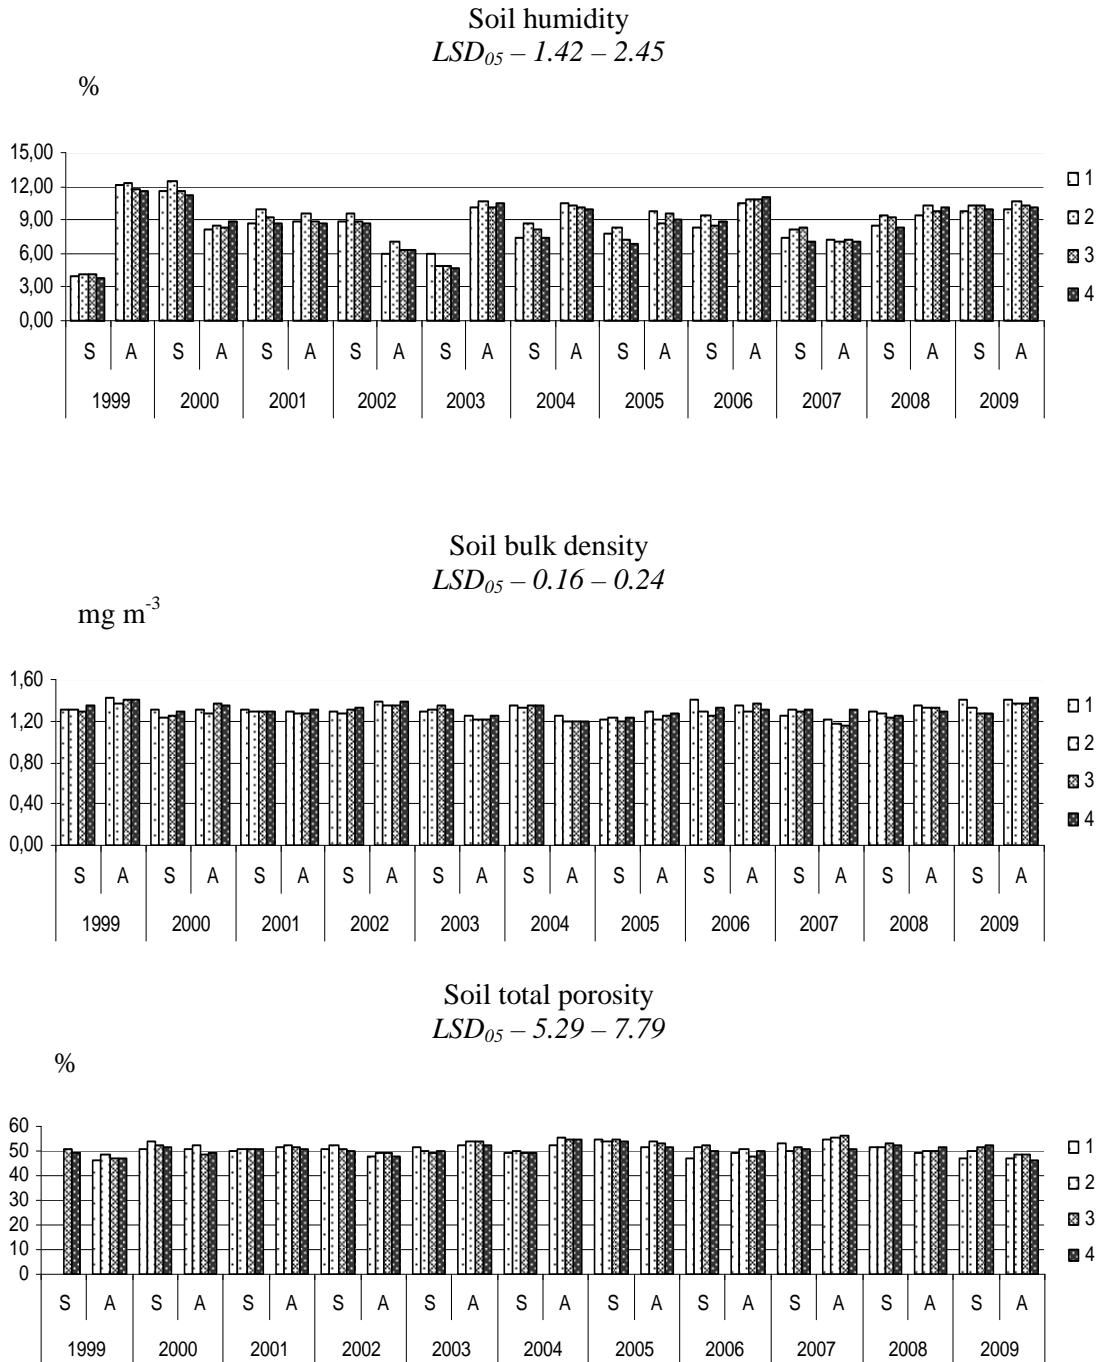 Soil humidity
LSD05 – 1.42 – 2.45
%
15,00
12,00
9,00
6,00
3,00
0,00
S A S A S A S A S A S A S A S A S A S A S A
1999 2000 2001 2002 2003 2004 2005 2006 2007 2008 2009
1
2
3
4
Soil bulk density
LSD05 – 0.16 – 0.24
mg m-3
1,60
1,20
0,80
0,40
0,00
S A S A S A S A S A S A S A S A S A S A S A
1999 2000 2001 2002 2003 2004 2005 2006 2007 2008 2009
1
2
3
4
Soil total porosity
LSD05 – 5.29 – 7.79
%
60
50
40
30
20
10
0
S A S A S A S A S A S A S A S A S A S A S A
1999 2000 2001 2002 2003 2004 2005 2006 2007 2008 2009
1
2
3
4